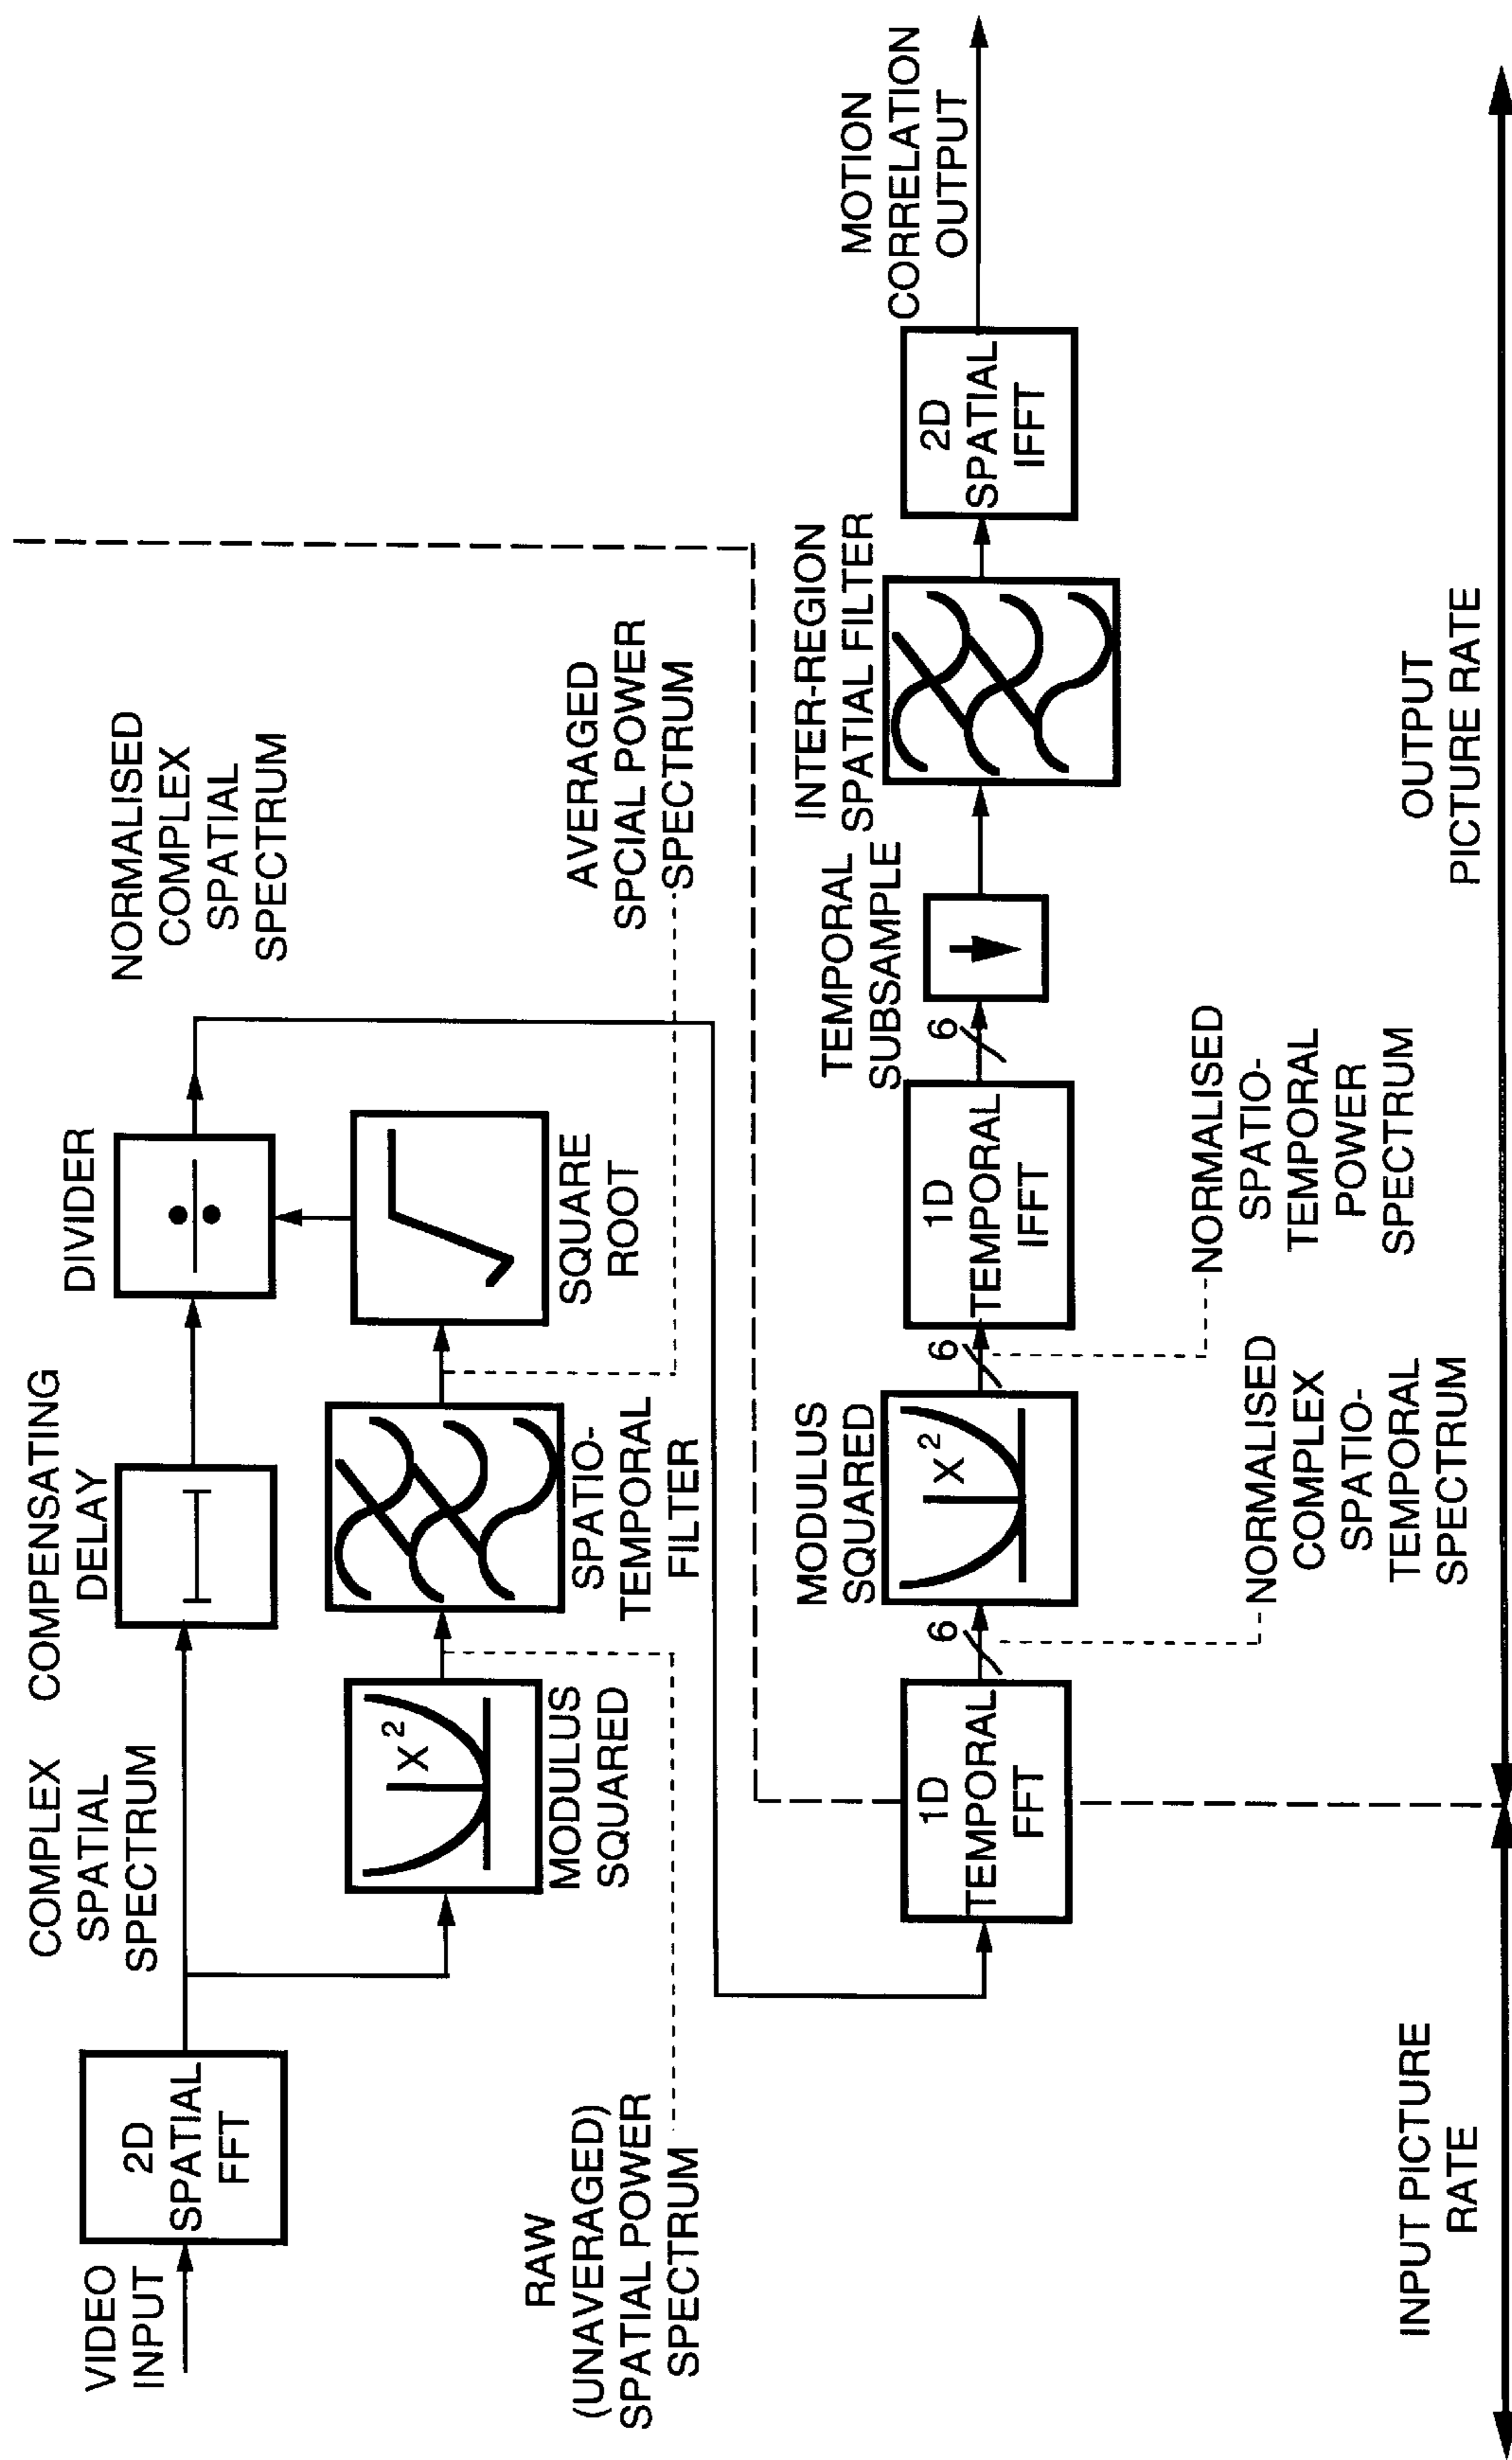 VIDEO
INPUT
2D
SPATIAL
FFT
COMPLEX
SPATIAL
SPECTRUM
COMPENSATING
DELAY
DIVIDER
NORMALISED
COMPLEX
SPATIAL
SPECTRUM
X²
MODULUS
SQUARED
SPATIO-
TEMPORAL
FILTER
SQUARE
ROOT
RAW
(UNAVERAGED)
SPATIAL POWER
SPECTRUM
AVERAGED
SPCIAL POWER
SPECTRUM
1D
TEMPORAL
FFT
6
MODULUS
SQUARED
X²
6
1D
TEMPORAL
IFFT
6
TEMPORAL
SUBSAMPLE
INTER-REGION
SPATIAL FILTER
2D
SPATIAL
IFFT
MOTION
CORRELATION
OUTPUT
NORMALISED
COMPLEX
SPATIO-
TEMPORAL
SPECTRUM
NORMALISED
SPATIO-
TEMPORAL
POWER
SPECTRUM
INPUT PICTURE
RATE
OUTPUT
PICTURE RATE